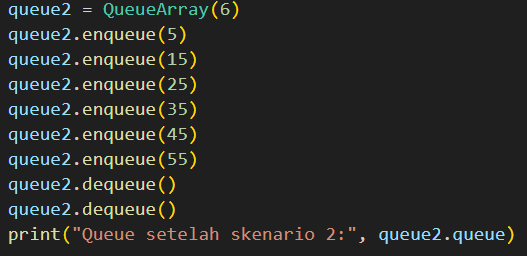 queue2 = QueueArray(6)
queue2.enqueue(5)
queue2.enqueue(15)
queue2.enqueue(25)
queue2.enqueue(35)
queue2.enqueue(45)
queue2.enqueue(55)
queue2.dequeue()
queue2.dequeue()
print("Queue setelah skenario 2:", queue2.queue)